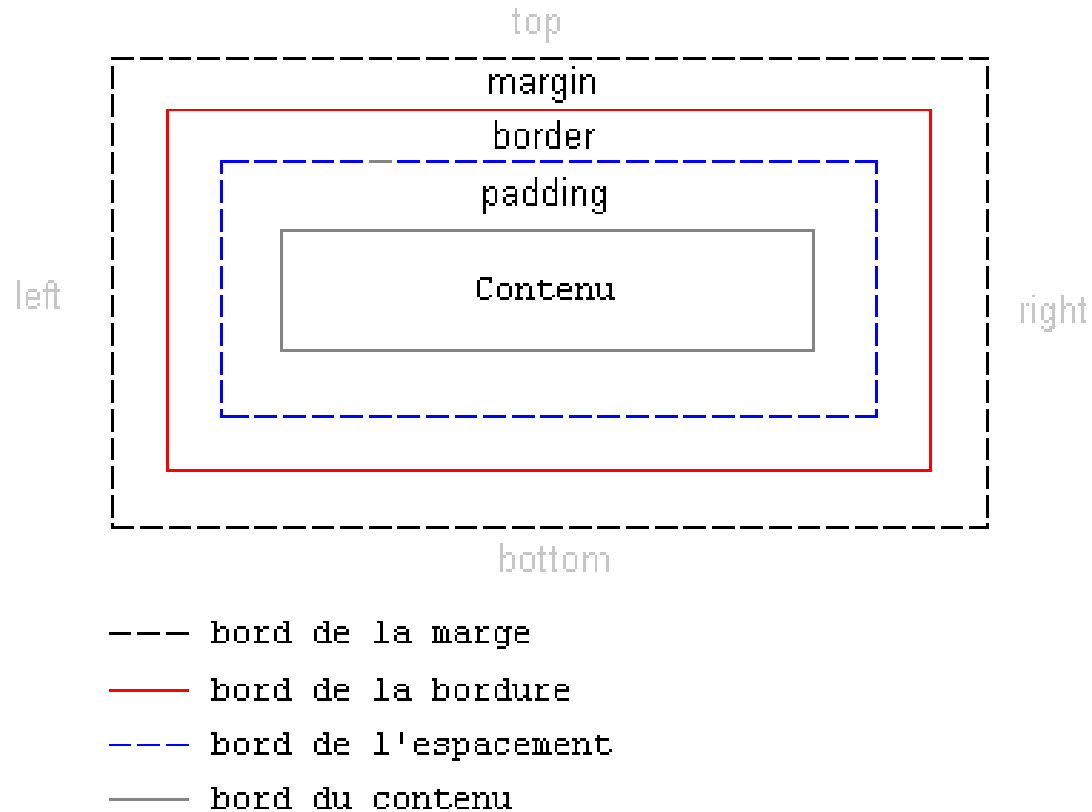 top
margin
border
padding
Contenu
left
right
bottom
bord de la marge
bord de la bordure
bord de l'espacement
bord du contenu